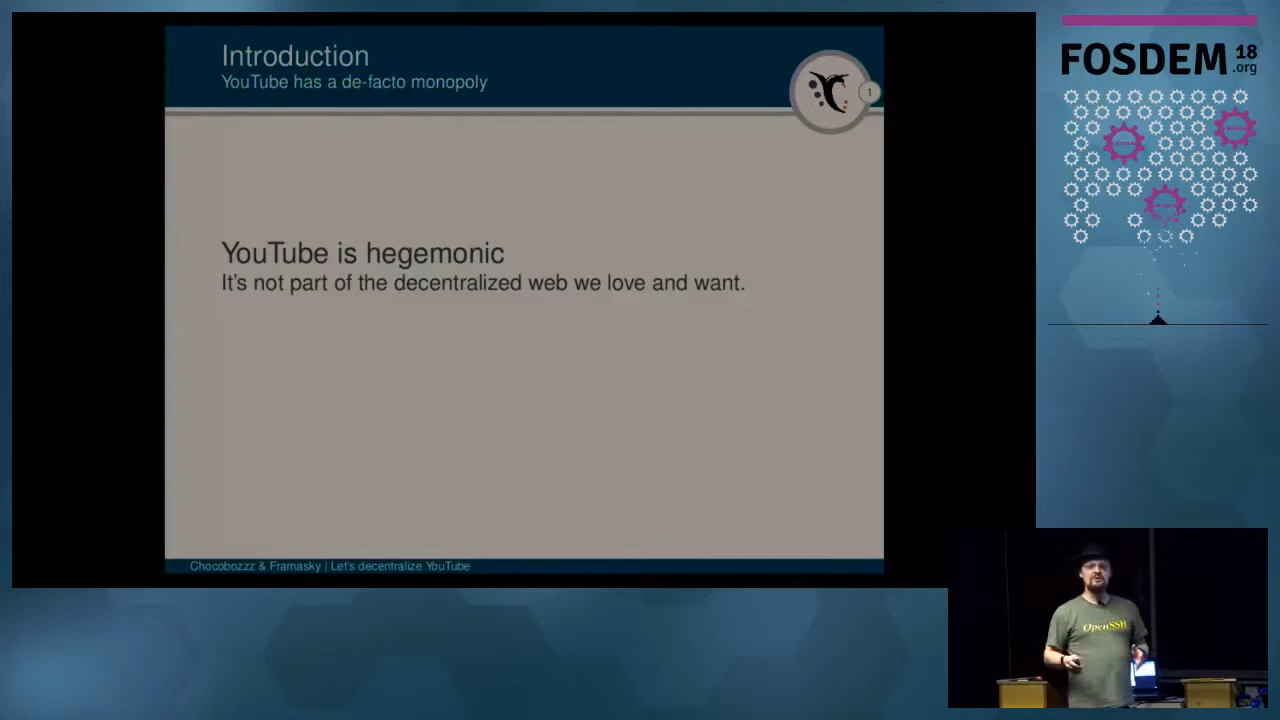 Introduction
YouTube has a de-facto monopoly
1
YouTube is hegemonic
It's not part of the decentralized web we love and want.
Chocobozzz & Framasky | Let's decentralize YouTube
FOSDEM 18
.org
OpenSSH